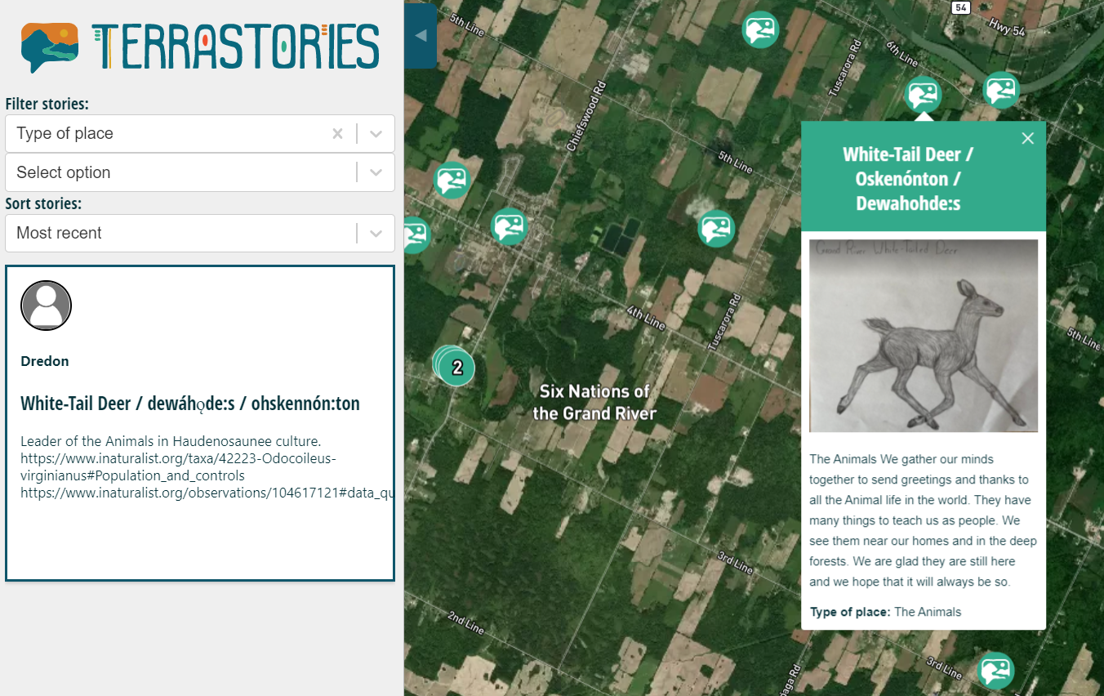 TERRASTORIES
Filter stories:
Type of place
Select option
Sort stories:
Most recent
Dredon
White-Tail Deer / dewáhǫde:s / ohskennón:ton
Leader of the Animals in Haudenosaunee culture.
https://www.inaturalist.org/taxa/42223-Odocoileus-
virginianus#Population_and_controls
https://www.inaturalist.org/observations/104617121#data_qu
5th Line
54
Hwy 54
Chiefswood Rd
Tuscarora Rd
6th Line
5th Line
4th Line
Tuscarora Rd
5th Line
2
Six Nations of
the Grand River
3rd Line
2nd Line
3rd Line
aga Rd
White-Tail Deer /
Oskenónton /
Dewahohde:s
Grand River White-Tailed Deer
The Animals We gather our minds
together to send greetings and thanks to
all the Animal life in the world. They have
many things to teach us as people. We
see them near our homes and in the deep
forests. We are glad they are still here
and we hope that it will always be so.
Type of place: The Animals